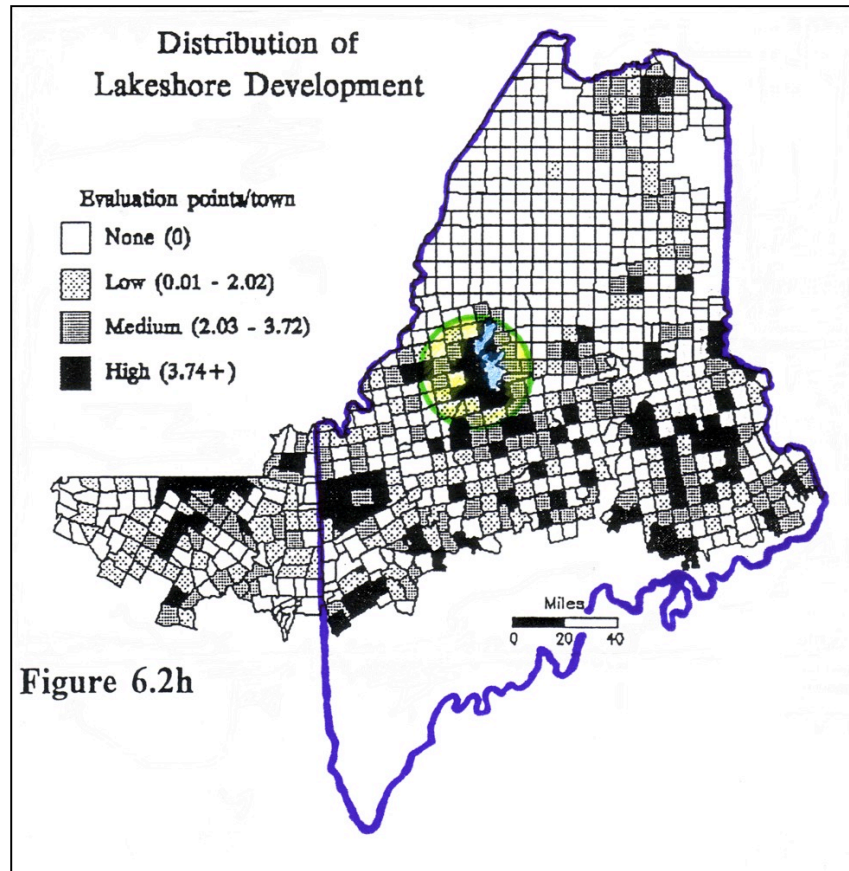 Distribution of
Lakeshore Development
Evaluation points/town
None (0)
Low (0.01 - 2.02)
Medium (2.03 - 3.72)
High (3.74+)
Miles
0 20 40
Figure 6.2h